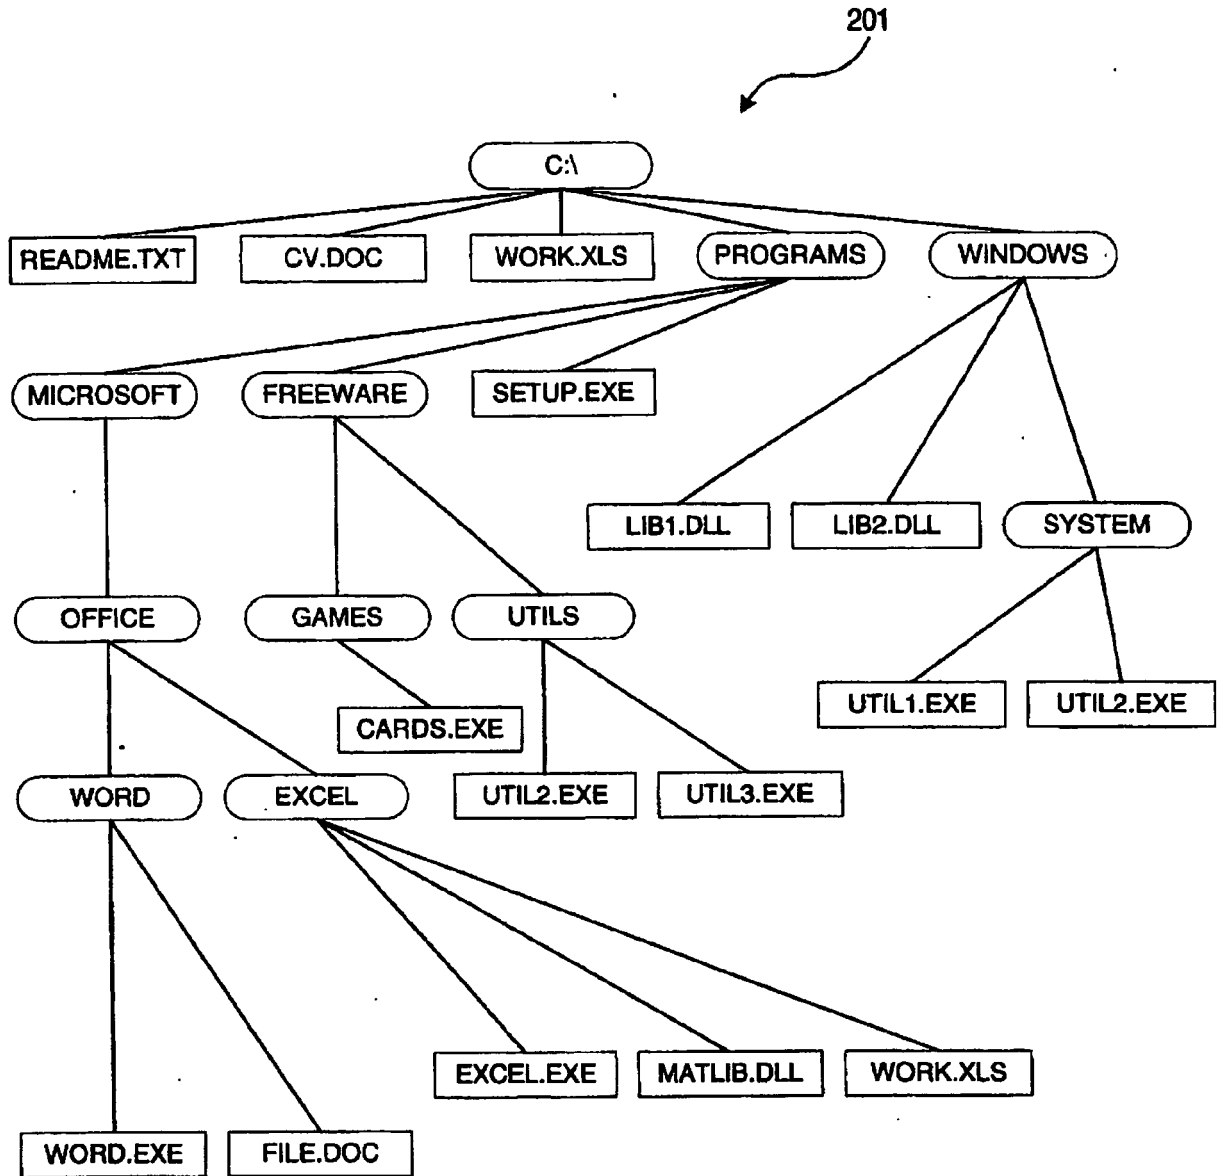 201
C:\
README.TXT
CV.DOC
WORK.XLS
PROGRAMS
WINDOWS
MICROSOFT
FREEWARE
SETUP.EXE
LIB1.DLL
LIB2.DLL
SYSTEM
OFFICE
GAMES
UTILS
UTIL1.EXE
UTIL2.EXE
CARDS.EXE
WORD
EXCEL
UTIL2.EXE
UTIL3.EXE
EXCEL.EXE
MATLIB.DLL
WORK.XLS
WORD.EXE
FILE.DOC